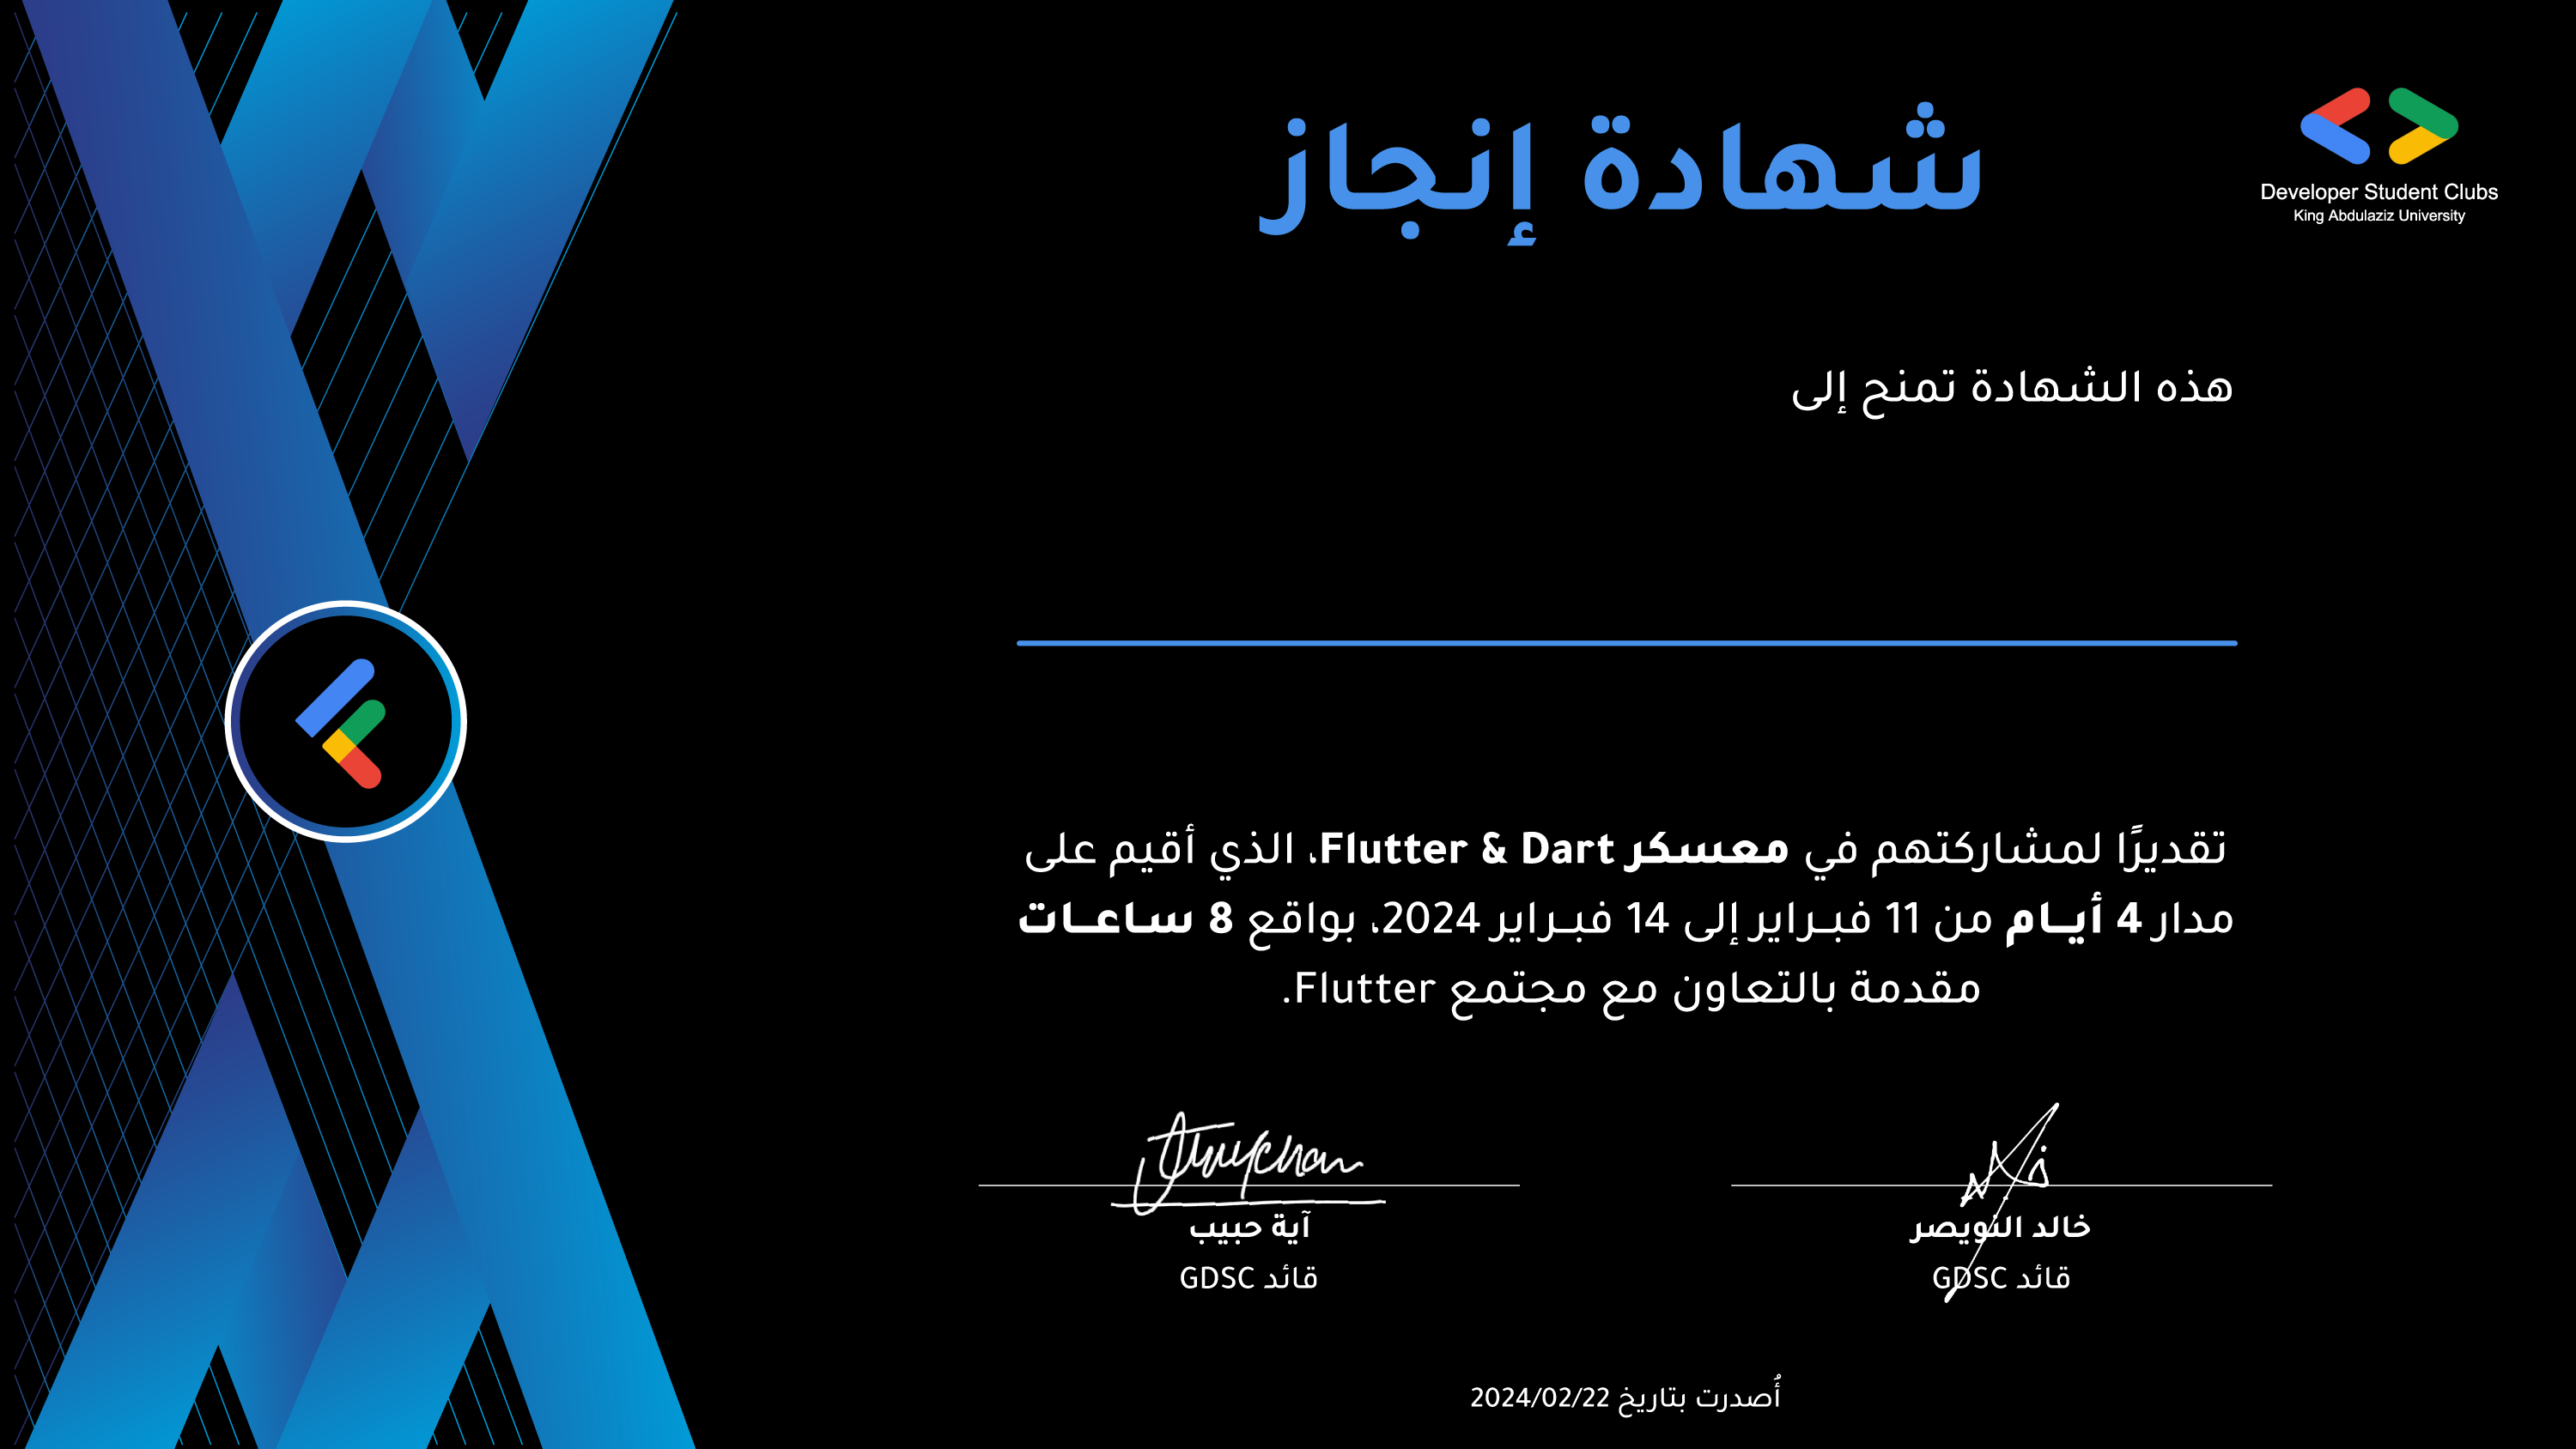 شهادة إنجاز
Developer Student Clubs
King Abdulaziz University
هذه الشهادة تمنح إلى
تقديرًا لمشاركتهم في معسكر Flutter & Dart، الذي أقيم على
مدار 4 أيـام من 11 فبـراير إلى 14 فبـراير 2024، بواقع 8 سـاعـات
مقدمة بالتعاون مع مجتمع Flutter.
خالد النويصر
قائد GDSC
آية حبيب
قائد GDSC
أُصدرت بتاريخ 2024/02/22